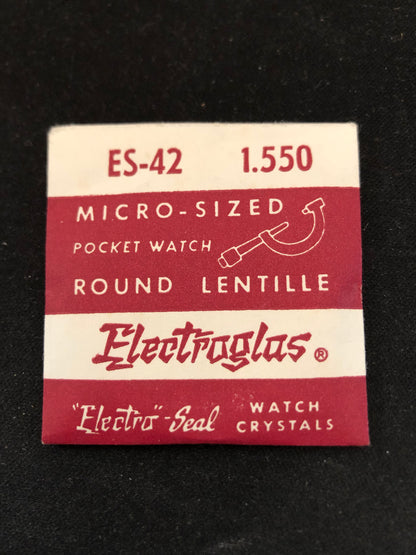 ES-42 1.550
MICRO-SIZED
POCKET WATCH
ROUND LENTILLE
Electroglas ®
"Electro"-Seal WATCH
CRYSTALS